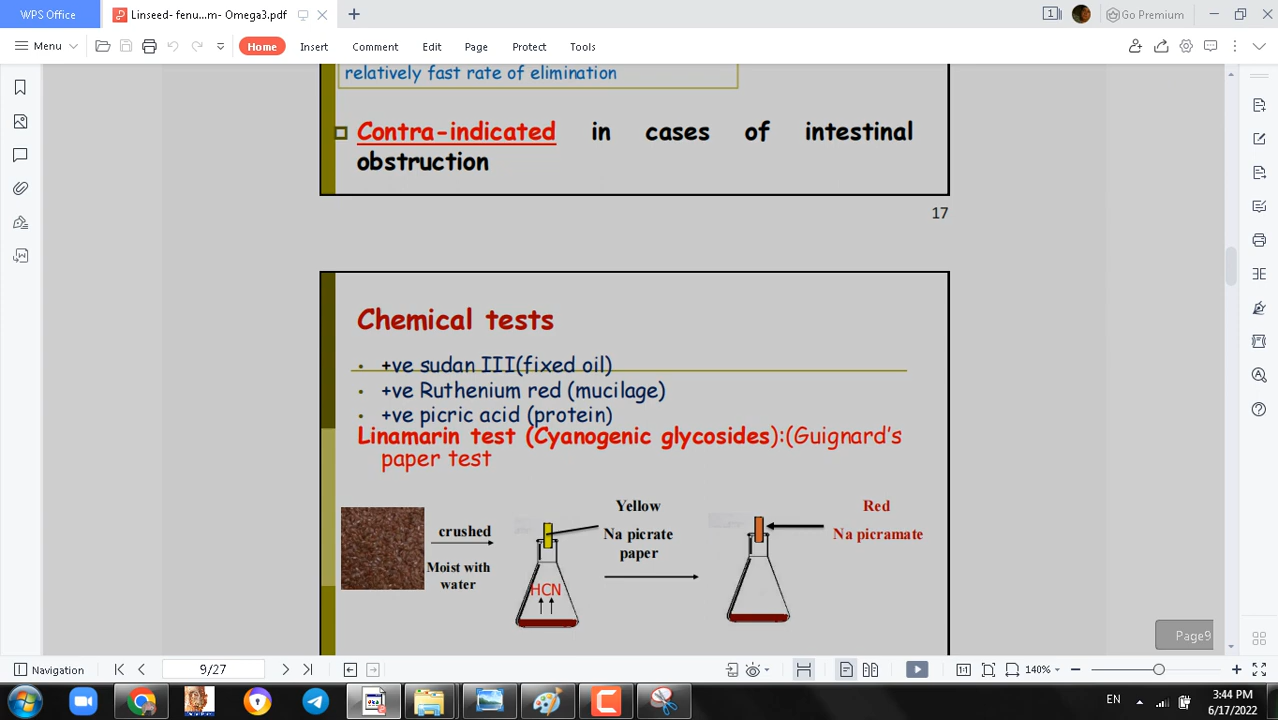 WPS Office
Linseed- fenu...m- Omega3.pdf
1
Go Premium
Menu
Home
Insert
Comment
Edit
Page
Protect
Tools
relatively fast rate of elimination
Contra-indicated in cases of intestinal
obstruction
17
Chemical tests
• +ve sudan III(fixed oil)
• +ve Ruthenium red (mucilage)
• +ve picric acid (protein)
Linamarin test (Cyanogenic glycosides):(Guignard's
paper test
crushed
Moist with
water
HCN
Yellow
Na picrate
paper
Red
Na picramate
Page9
Navigation
9/27
1:1
140%
EN
3:44 PM
6/17/2022